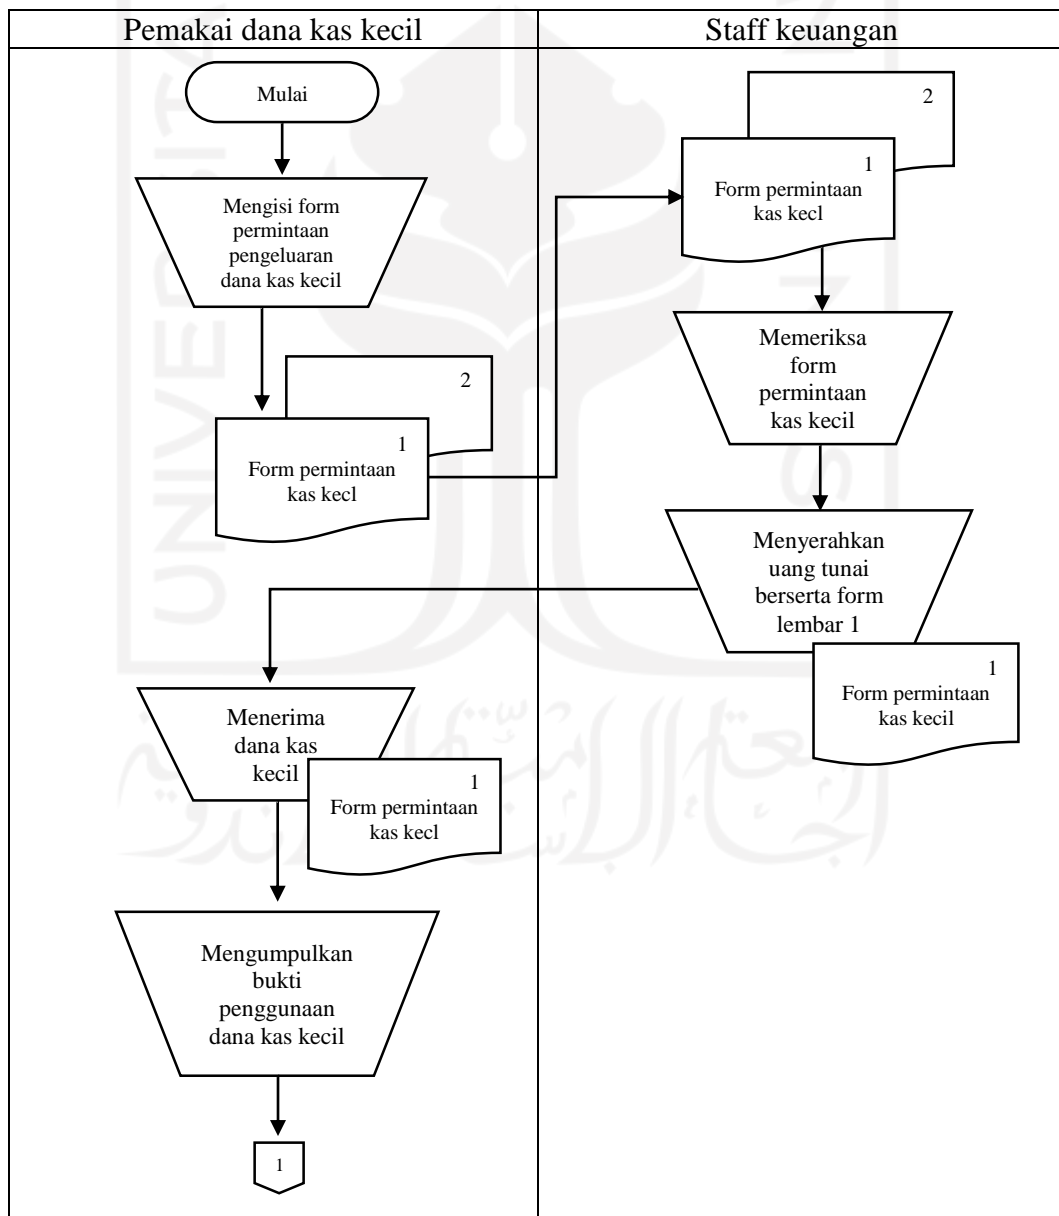 Pemakai dana kas kecil
Staff keuangan
Mulai
Mengisi form
permintaan
pengeluaran
dana kas kecil
2
1
Form permintaan
kas kecl
2
1
Form permintaan
kas kecl
Memeriksa
form
permintaan
kas kecil
Menyerahkan
uang tunai
berserta form
lembar 1
1
Form permintaan
kas kecil
Menerima
dana kas
kecil
1
Form permintaan
kas kecl
Mengumpulkan
bukti
penggunaan
dana kas kecil
1
UNIVERSITA